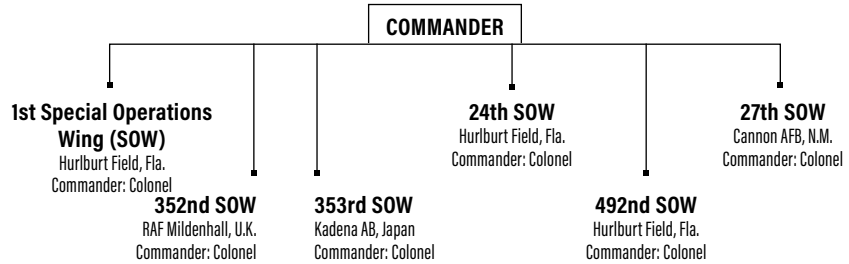 COMMANDER
1st Special Operations
Wing (SOW)
Hurlburt Field, Fla.
Commander: Colonel
24th SOW
Hurlburt Field, Fla.
Commander: Colonel
27th SOW
Cannon AFB, N.M.
Commander: Colonel
352nd SOW
RAF Mildenhall, U.K.
Commander: Colonel
353rd SOW
Kadena AB, Japan
Commander: Colonel
492nd SOW
Hurlburt Field, Fla.
Commander: Colonel